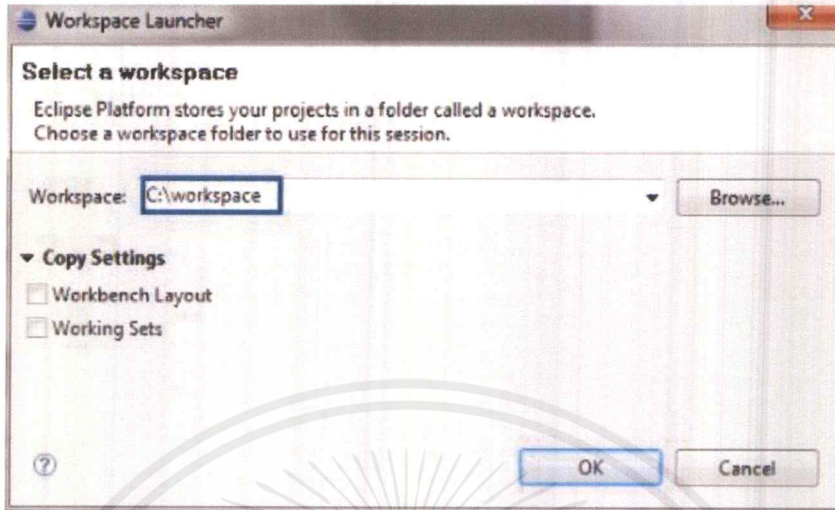 Workspace Launcher
Select a workspace
Eclipse Platform stores your projects in a folder called a workspace.
Choose a workspace folder to use for this session.
Workspace: C:\workspace Browse...
Copy Settings
Workbench Layout
Working Sets
OK Cancel